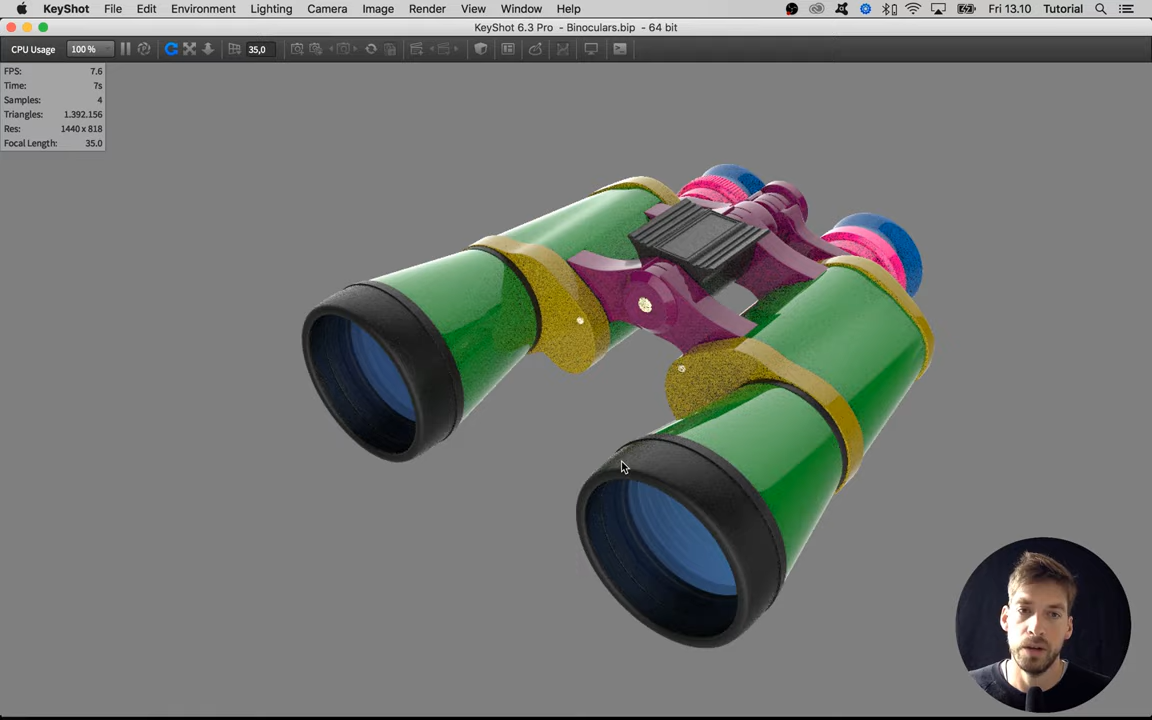 KeyShot File Edit Environment Lighting Camera Image Render View Window Help Fri 13.10 Tutorial
KeyShot 6.3 Pro - Binoculars.bip - 64 bit
CPU Usage 100 % 35,0
FPS: 7.6
Time: 7s
Samples: 4
Triangles: 1.392.156
Res: 1440 x 818
Focal Length: 35.0